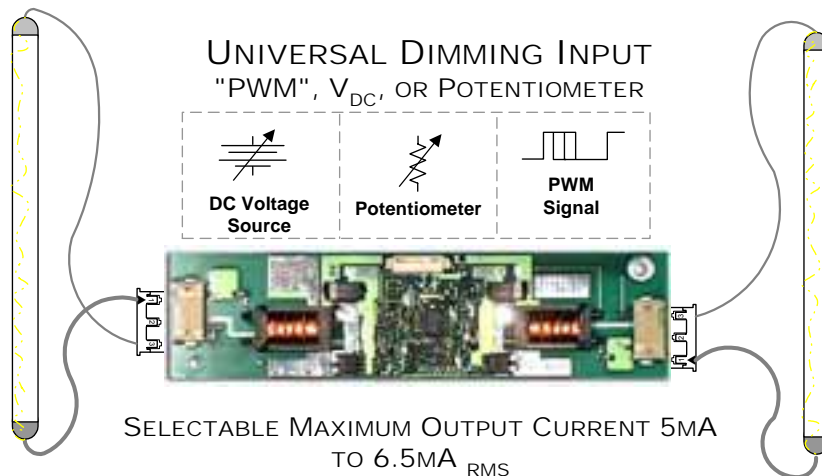 UNIVERSAL DIMMING INPUT
"PWM", VDC, OR POTENTIOMETER
DC Voltage
Source
Potentiometer
PWM
Signal
SELECTABLE MAXIMUM OUTPUT CURRENT 5MA
TO 6.5MA RMS